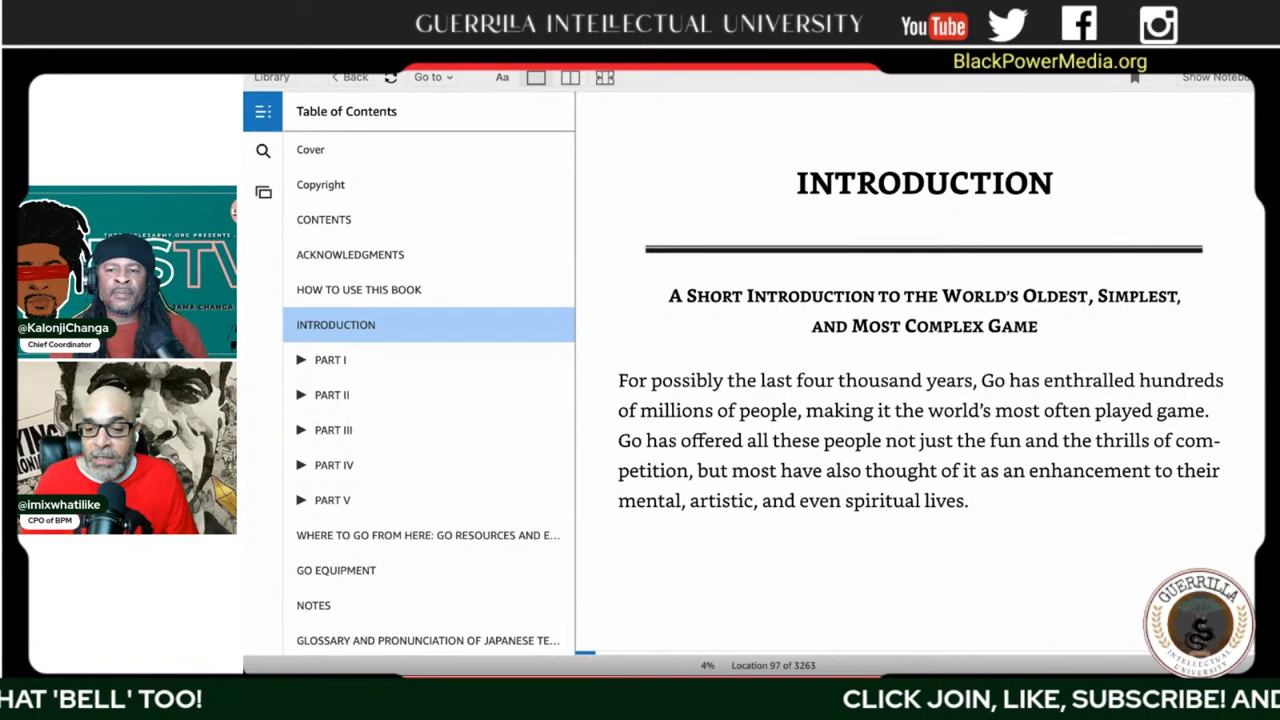 GUERRILLA INTELLECTUAL UNIVERSITY
You Tube
BlackPowerMedia.org
Library
Back
Go to
Aa
Table of Contents
Cover
Copyright
CONTENTS
ACKNOWLEDGMENTS
HOW TO USE THIS BOOK
INTRODUCTION
PART I
PART II
PART III
PART IV
PART V
WHERE TO GO FROM HERE: GO RESOURCES AND E...
GO EQUIPMENT
NOTES
GLOSSARY AND PRONUNCIATION OF JAPANESE TE...
INTRODUCTION
A Short Introduction to the World's Oldest, Simplest,
and Most Complex Game
For possibly the last four thousand years, Go has enthralled hundreds
of millions of people, making it the world's most often played game.
Go has offered all these people not just the fun and the thrills of com-
petition, but most have also thought of it as an enhancement to their
mental, artistic, and even spiritual lives.
4% Location 97 of 3263
@KalonjiChanga
Chief Coordinator
JAMA CHANGA
@imixwhatilike
CPO of BPM
GUERRILLA
INTELLECTUAL
UNIVERSITY
HAT 'BELL' TOO!
CLICK JOIN, LIKE, SUBSCRIBE! AND